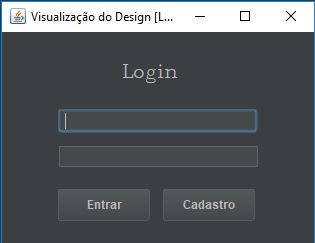 Visualização do Design [L...
Login
Entrar
Cadastro